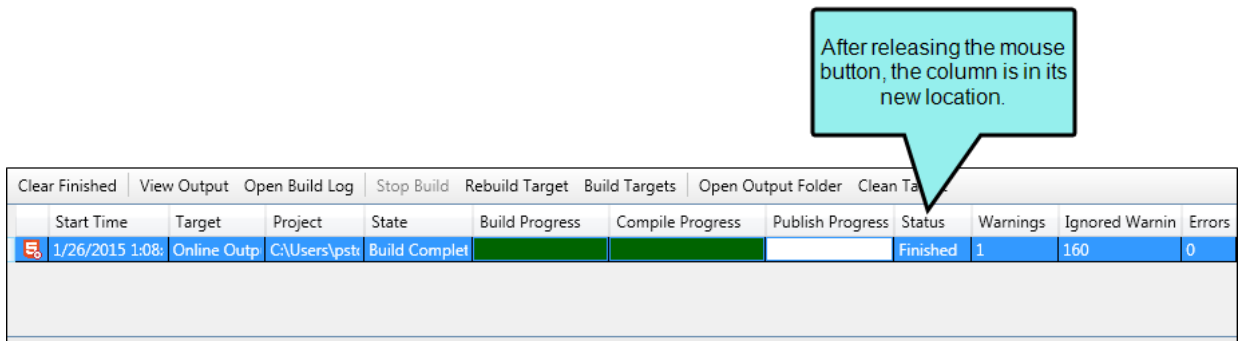 After releasing the mouse
button, the column is in its
new location.
Clear Finished View Output Open Build Log Stop Build Rebuild Target Build Targets Open Output Folder Clean
Start Time Target Project State Build Progress Compile Progress Publish Progress Status Warnings Ignored Warnin Errors
1/26/2015 1:08: Online Outp C:\Users\pst Build Complet Finished 1 160 0